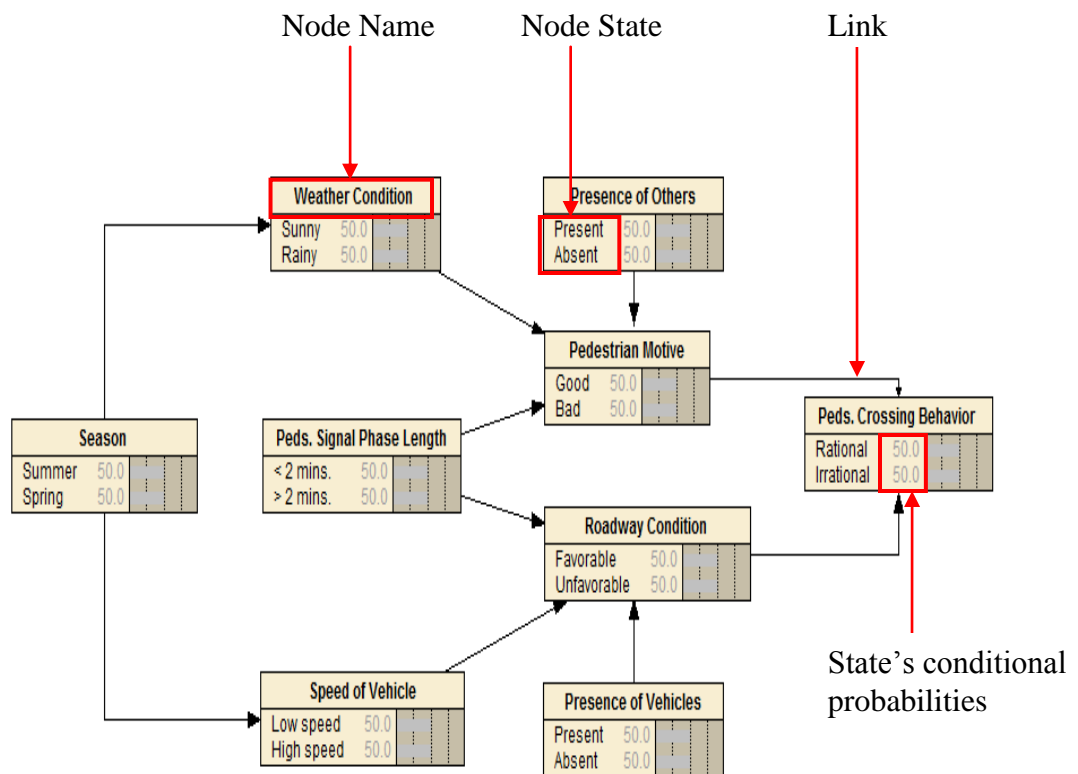 Node Name
Node State
Link
Weather Condition
Sunny 50.0
Rainy 50.0
Presence of Others
Present 50.0
Absent 50.0
Pedestrian Motive
Good 50.0
Bad 50.0
Peds. Crossing Behavior
Rational 50.0
Irrational 50.0
Season
Summer 50.0
Spring 50.0
Peds. Signal Phase Length
< 2 mins. 50.0
> 2 mins. 50.0
Roadway Condition
Favorable 50.0
Unfavorable 50.0
State’s conditional
probabilities
Speed of Vehicle
Low speed 50.0
High speed 50.0
Presence of Vehicles
Present 50.0
Absent 50.0